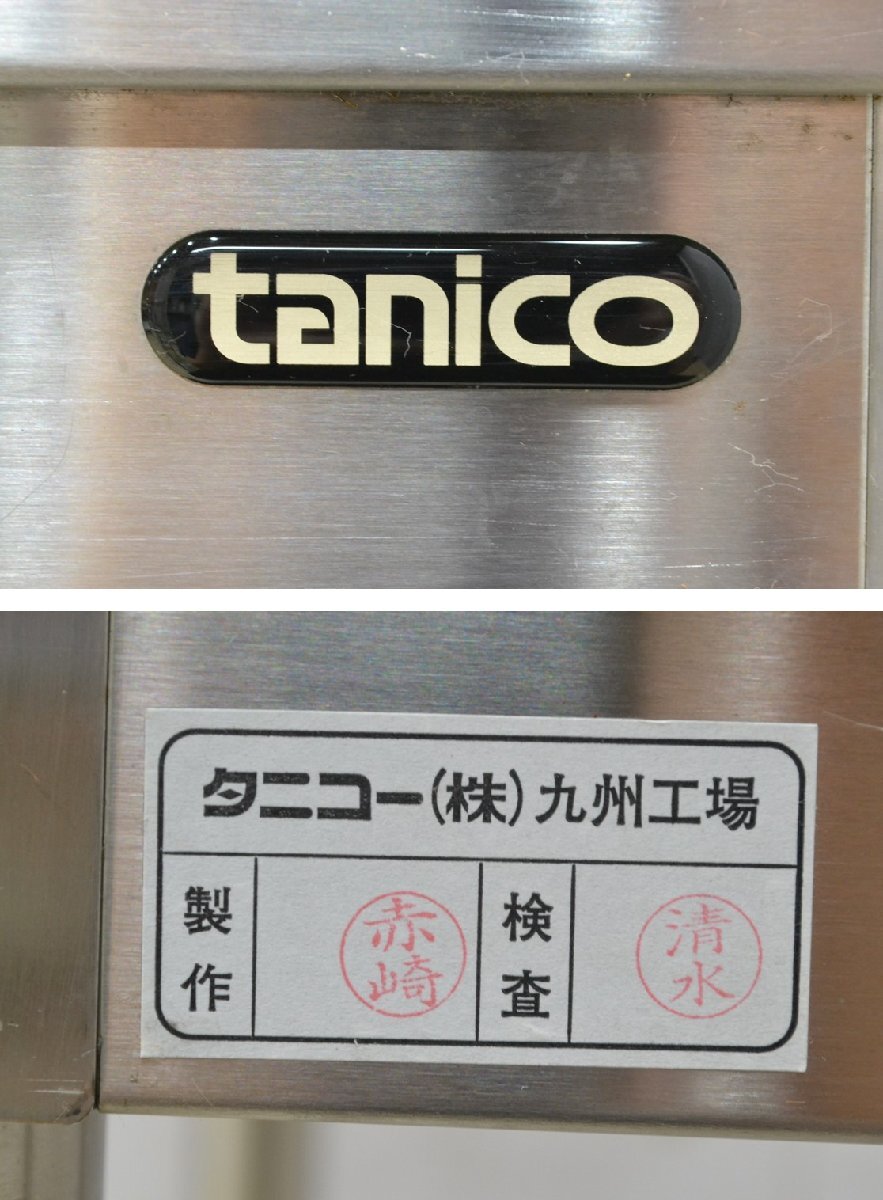 tanico
タニコー(株)九州工場
製作
赤崎
検査
清水